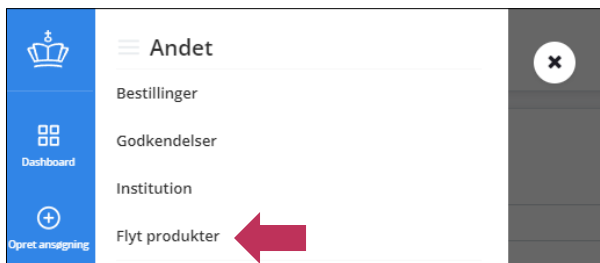 Andet
Bestillinger
Godkendelser
Institution
Flyt produkter
Dashboard
Opret ansøgning